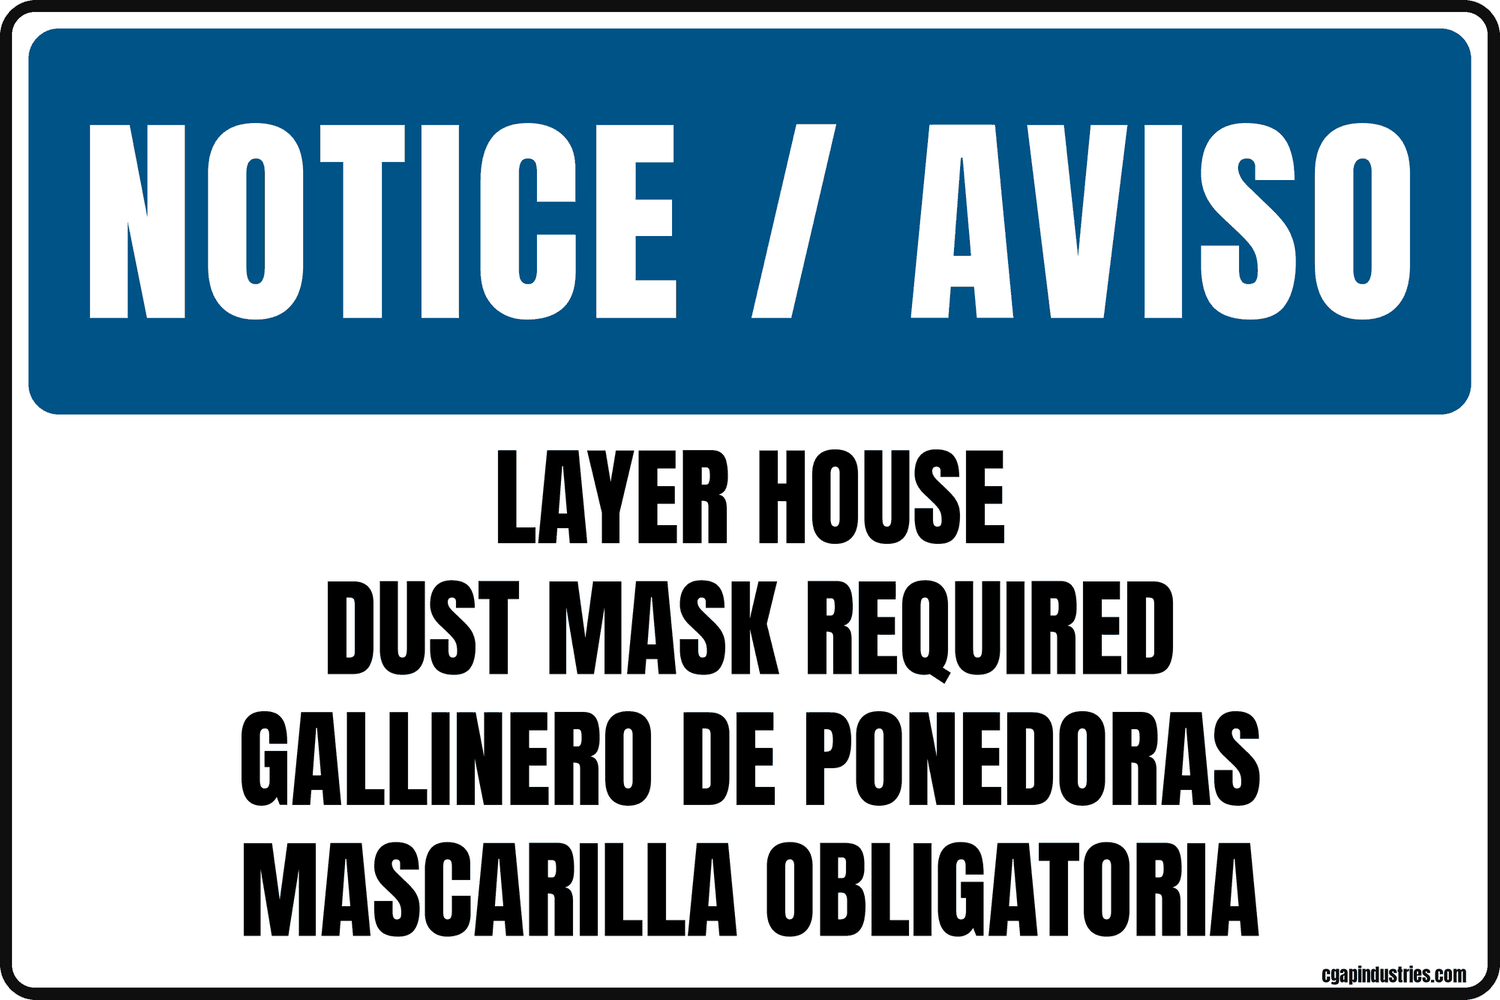 NOTICE / AVISO
LAYER HOUSE
DUST MASK REQUIRED
GALLINERO DE PONEDORAS
MASCARILLA OBLIGATORIA
cgapindustries.com